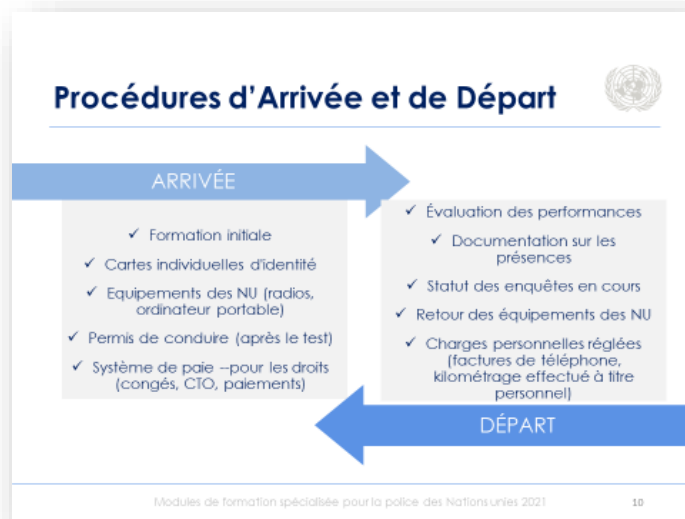 Procédures d'Arrivée et de Départ
ARRIVÉE
✓ Formation initiale
✓ Cartes individuelles d'identité
✓ Equipements des NU (radios,
ordinateur portable)
✓ Permis de conduire (après le test)
✓ Système de paie --pour les droits
(congés, CTO, paiements)
✓ Évaluation des performances
✓ Documentation sur les
présences
✓ Statut des enquêtes en cours
✓ Retour des équipements des NU
✓ Charges personnelles réglées
(factures de téléphone,
kilométrage effectué à titre
personnel)
DÉPART
Modules de formation spécialisée pour la police des Nations unies 2021
10